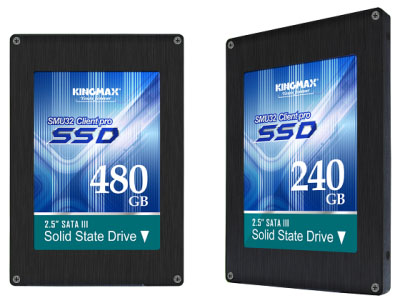 KINGMAX
SMU32 Client pro
SSD
480
GB
2.5" SATA III
Solid State Drive ▼
KINGMAX
SMU32 Client pro
SSD
240
GB
2.5" SATA III
Solid State Drive ▼